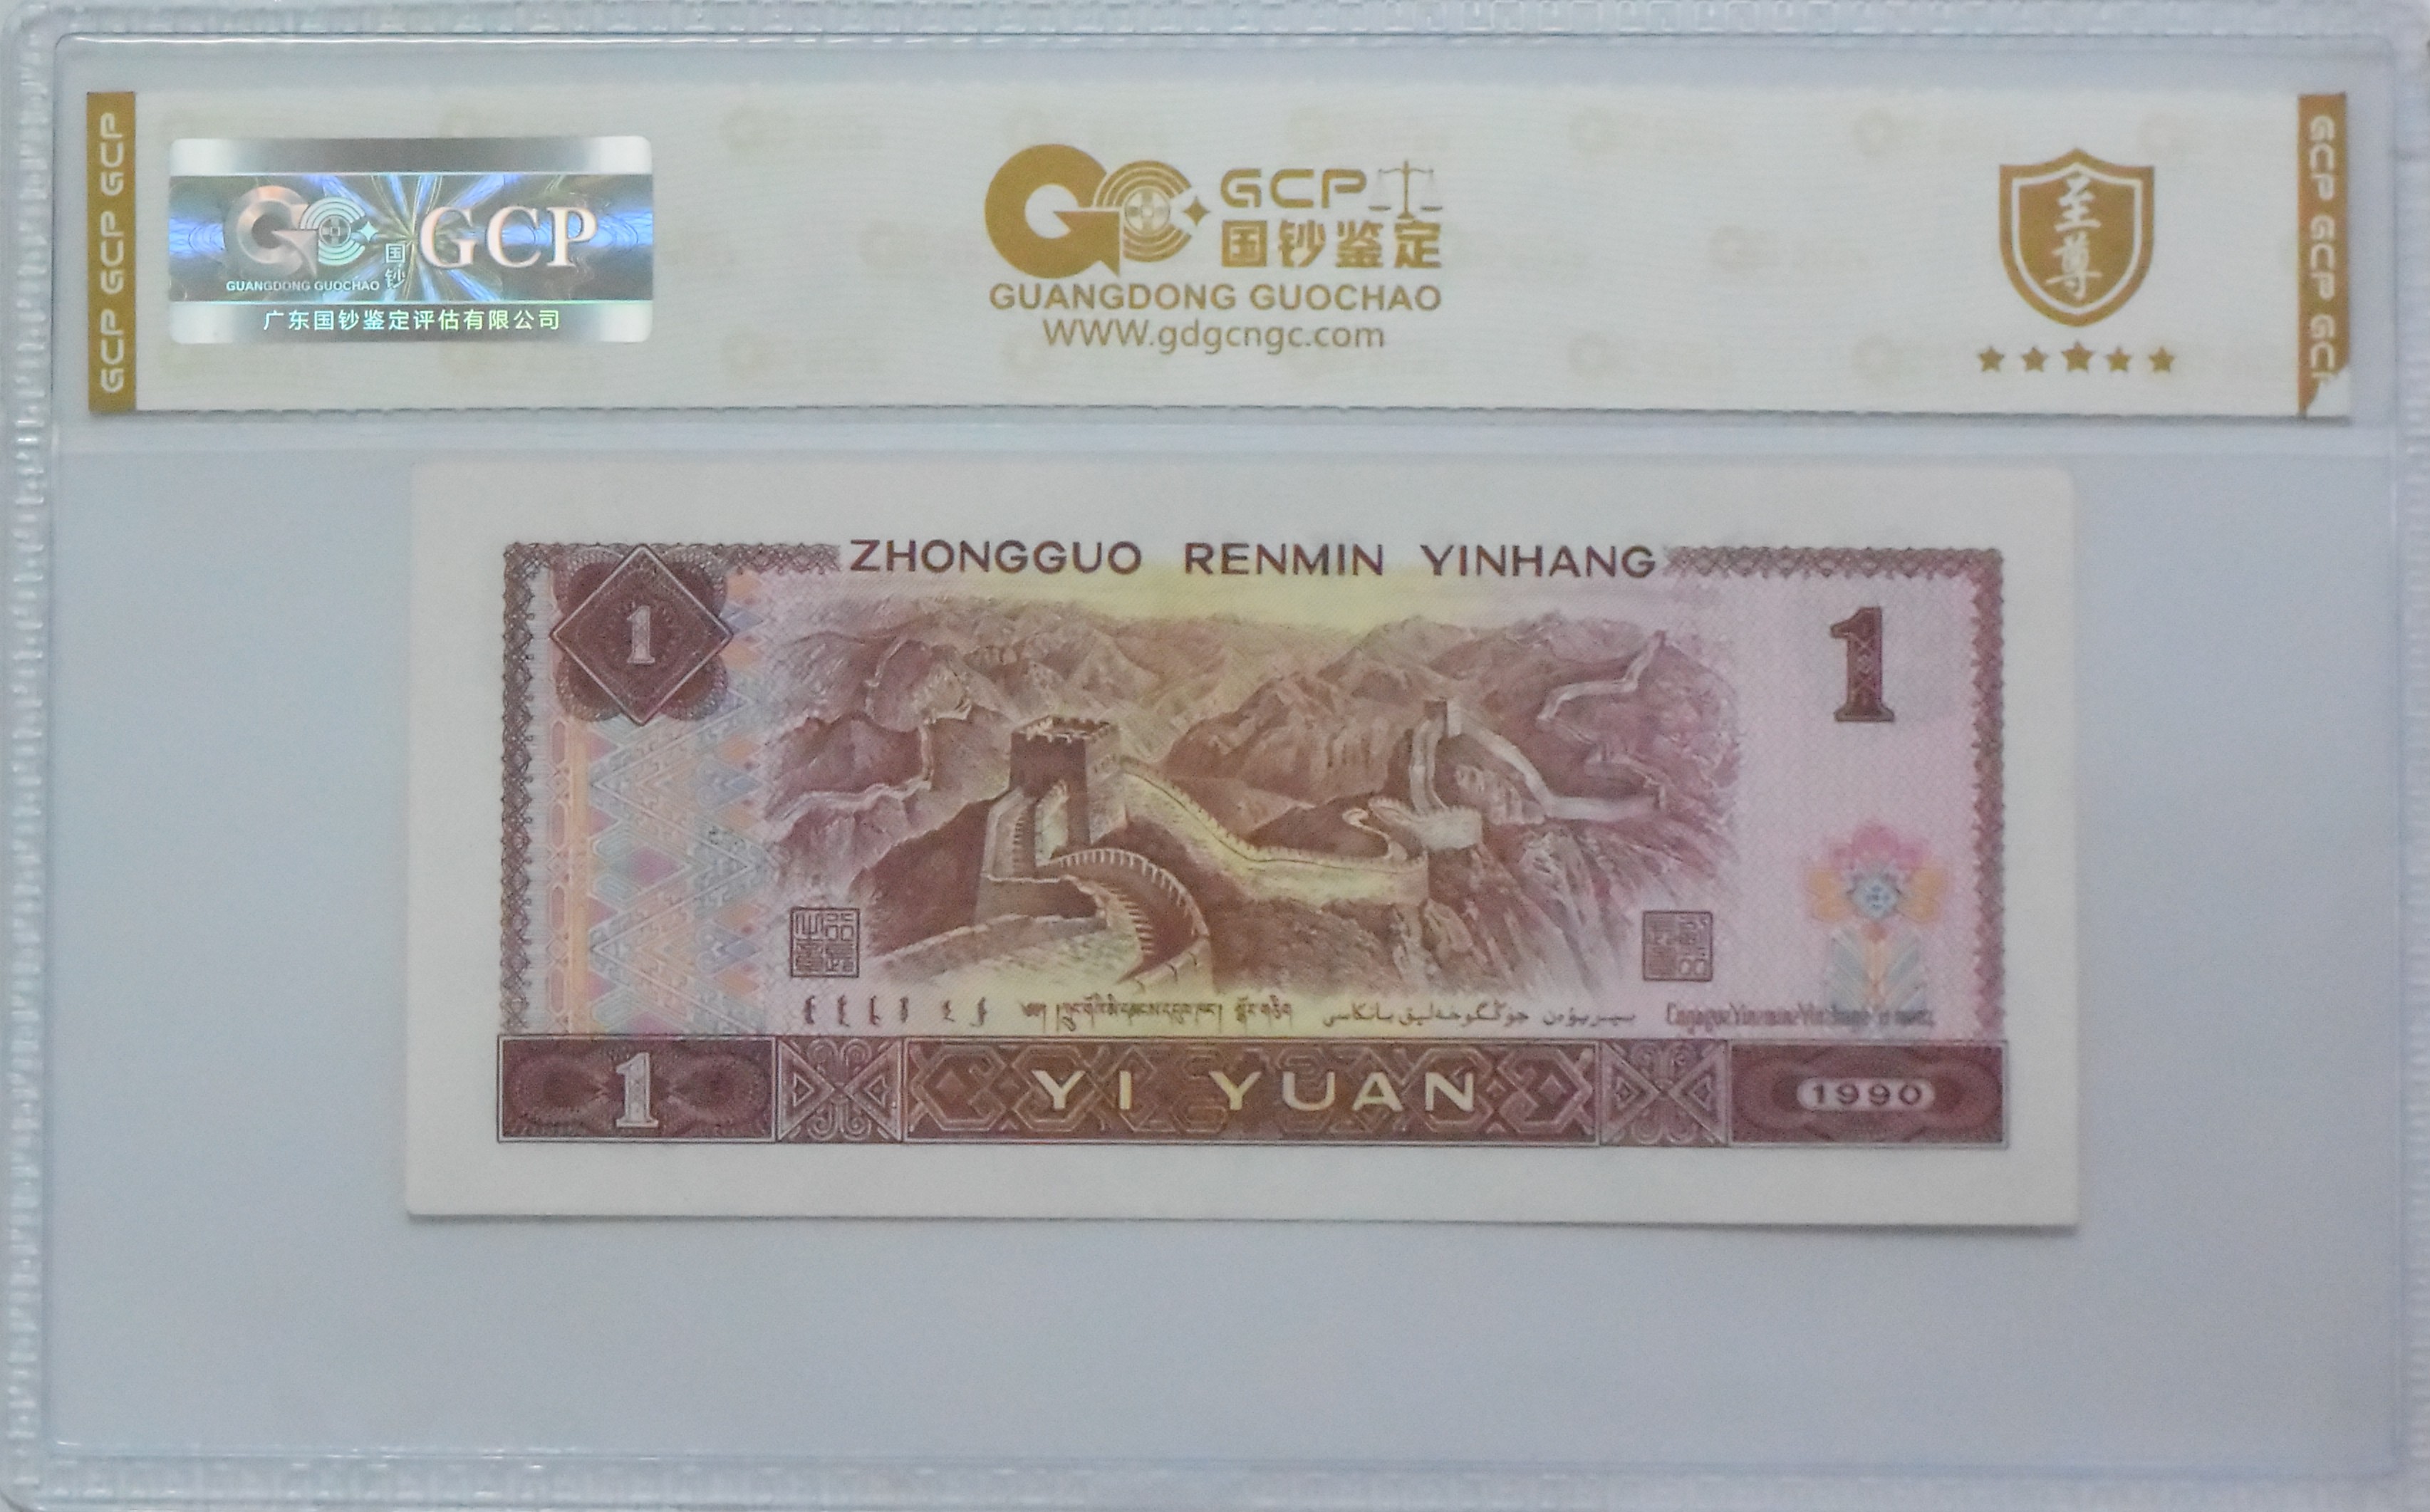 GCP GCP GCP
GCP
国钞
GUANGDONG GUOCHAO
广东国钞鉴定评估有限公司
GCP
国钞鉴定
GUANGDONG GUOCHAO
WWW.gdgcngc.com
至尊
GCP GCP GCP
ZHONGGUO RENMIN YINHANG
1
1
1
YI YUAN
1990